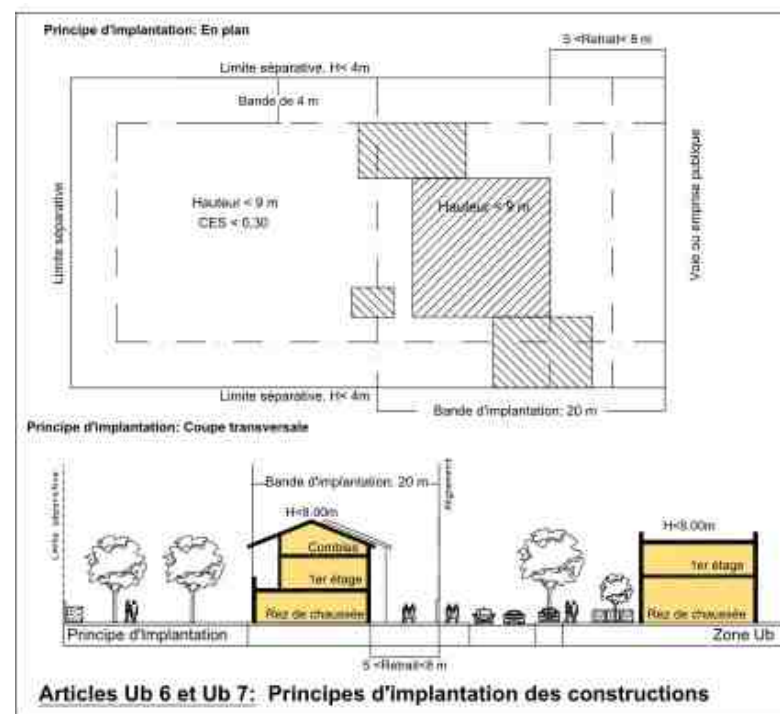 Principe d'implantation: En plan
5 <Retrait< 8 m
Limite séparative, H< 4m
Bande de 4 m
Hauteur < 9 m
CES < 0,30
Hauteur < 9 m
Limite séparative
Voie ou emprise publique
Limite séparative, H< 4m
Bande d'implantation: 20 m
Principe d'implantation: Coupe transversale
Limite séparative
Bande d'implantation: 20 m
Alignement
H<8.00m
H<8.00m
Combles
1er étage
1er étage
Rez de chaussée
Rez de chaussée
Principe d'Implantation
Zone Ub
5 <Retrait<8 m
Articles Ub 6 et Ub 7: Principes d'implantation des constructions